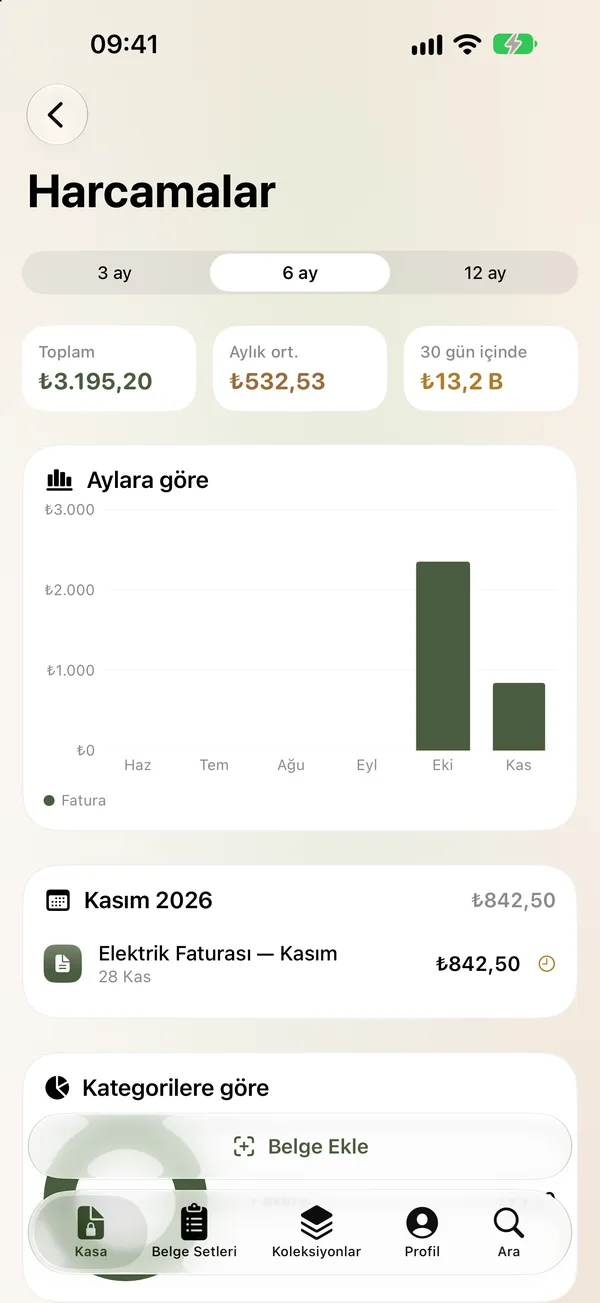 09:41
Harcamalar
3 ay
6 ay
12 ay
Toplam
₺3.195,20
Aylık ort.
₺532,53
30 gün içinde
₺13,2 B
Aylara göre
₺3.000
₺2.000
₺1.000
₺0
Haz
Tem
Ağu
Eyl
Eki
Kas
Fatura
Kasım 2026
₺842,50
Elektrik Faturası — Kasım
28 Kas
₺842,50
Kategorilere göre
Belge Ekle
Kasa
Belge Setleri
Koleksiyonlar
Profil
Ara